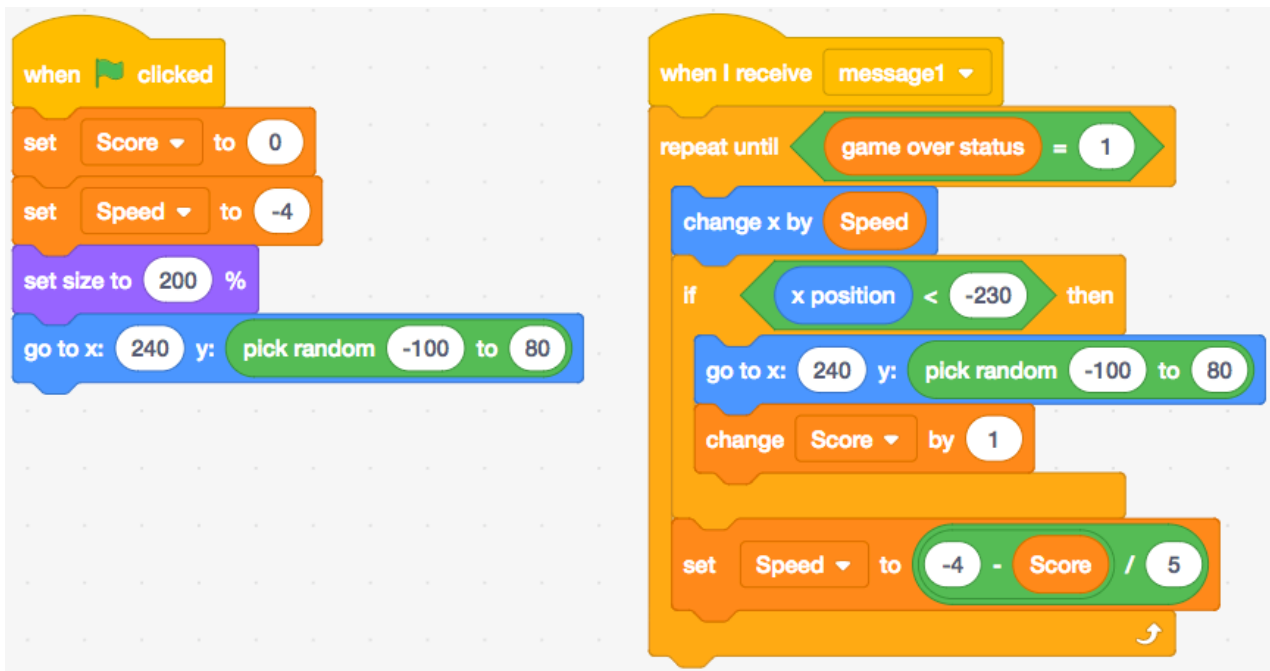 when clicked
set Score to 0
set Speed to -4
set size to 200 %
go to x: 240 y: pick random -100 to 80
when I receive message1
repeat until game over status = 1
change x by Speed
if x position < -230 then
go to x: 240 y: pick random -100 to 80
change Score by 1
set Speed to -4 - Score / 5